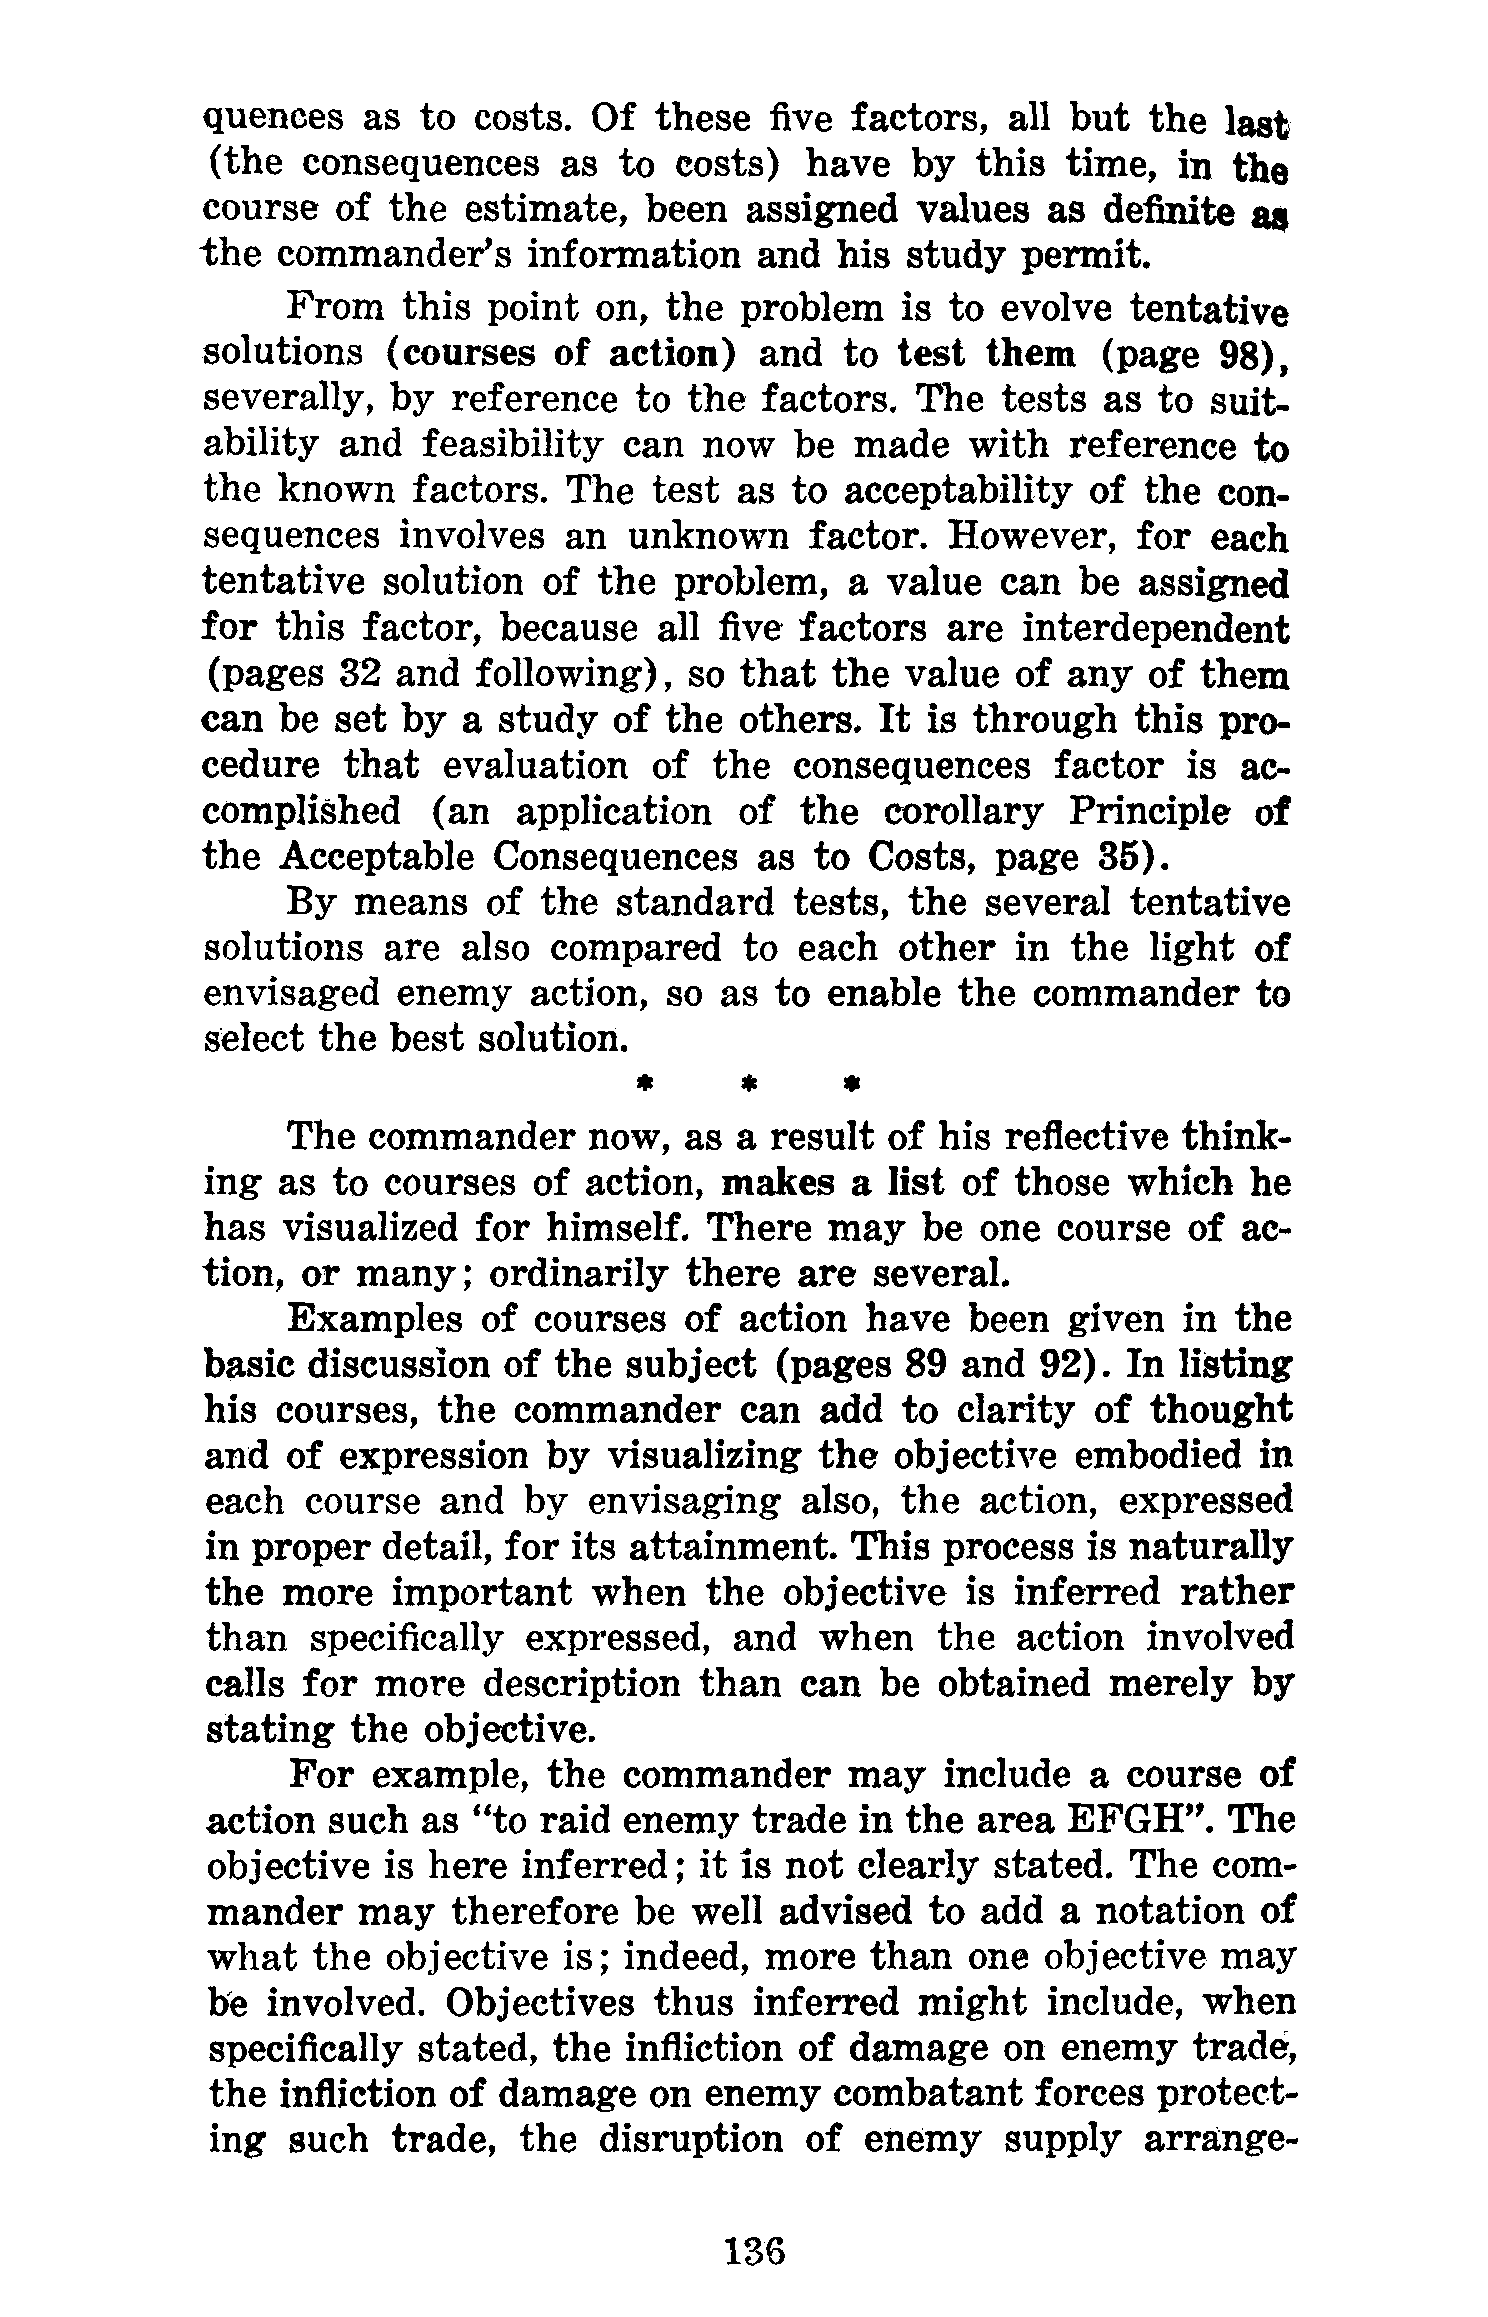 quences as to costs. Of these five factors, all but the last
(the consequences as to costs) have by this time, in the
course of the estimate, been assigned values as definite as
the commander's information and his study permit.
From this point on, the problem is to evolve tentative
solutions (courses of action) and to test them (page 98),
severally, by reference to the factors. The tests as to suit-
ability and feasibility can now be made with reference to
the known factors. The test as to acceptability of the con-
sequences involves an unknown factor. However, for each
tentative solution of the problem, a value can be assigned
for this factor, because all five factors are interdependent
(pages 32 and following), so that the value of any of them
can be set by a study of the others. It is through this pro-
cedure that evaluation of the consequences factor is ac-
complished (an application of the corollary Principle of
the Acceptable Consequences as to Costs, page 35).
By means of the standard tests, the several tentative
solutions are also compared to each other in the light of
envisaged enemy action, so as to enable the commander to
select the best solution.
* * *
The commander now, as a result of his reflective think-
ing as to courses of action, makes a list of those which he
has visualized for himself. There may be one course of ac-
tion, or many; ordinarily there are several.
Examples of courses of action have been given in the
basic discussion of the subject (pages 89 and 92). In listing
his courses, the commander can add to clarity of thought
and of expression by visualizing the objective embodied in
each course and by envisaging also, the action, expressed
in proper detail, for its attainment. This process is naturally
the more important when the objective is inferred rather
than specifically expressed, and when the action involved
calls for more description than can be obtained merely by
stating the objective.
For example, the commander may include a course of
action such as "to raid enemy trade in the area EFGH". The
objective is here inferred; it is not clearly stated. The com-
mander may therefore be well advised to add a notation of
what the objective is; indeed, more than one objective may
be involved. Objectives thus inferred might include, when
specifically stated, the infliction of damage on enemy trade,
the infliction of damage on enemy combatant forces protect-
ing such trade, the disruption of enemy supply arrange-
136